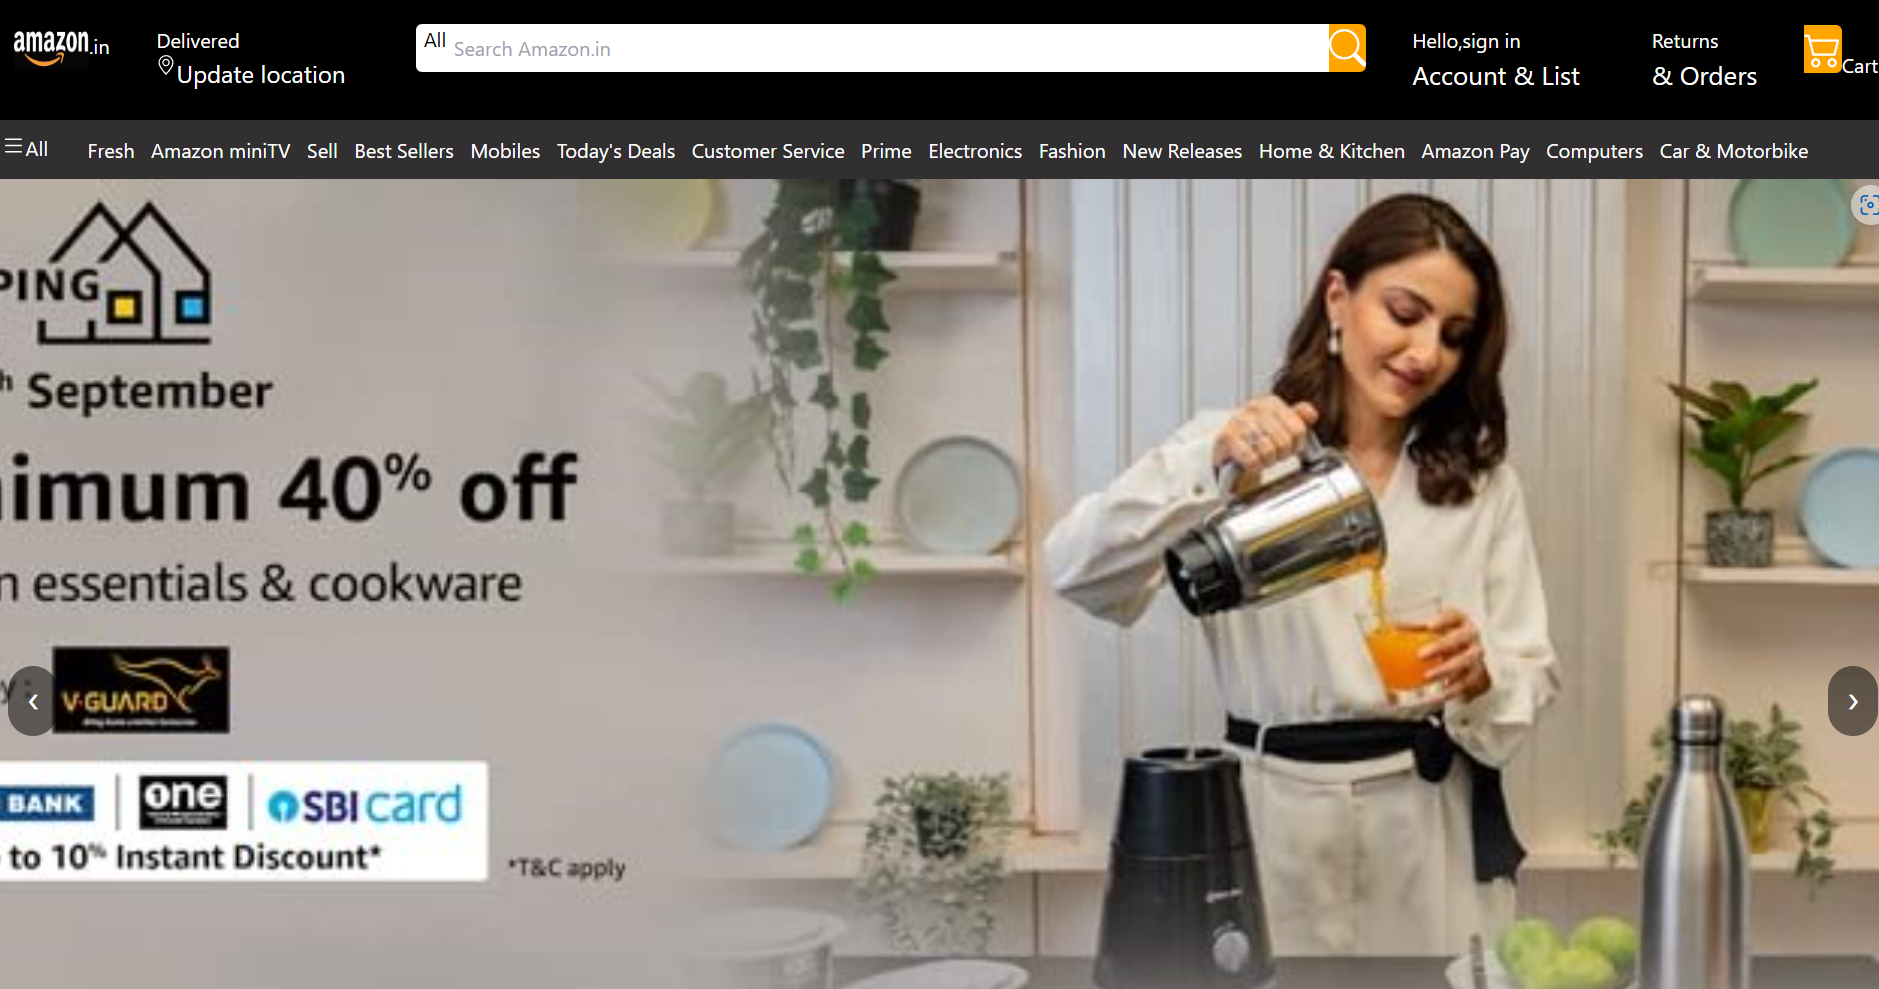 amazon.in
Delivered
Update location
All
Search Amazon.in
Hello,sign in
Account & List
Returns
& Orders
Cart
All
Fresh
Amazon miniTV
Sell
Best Sellers
Mobiles
Today's Deals
Customer Service
Prime
Electronics
Fashion
New Releases
Home & Kitchen
Amazon Pay
Computers
Car & Motorbike
PING
h September
imum 40% off
n essentials & cookware
V-GUARD
BANK
one
SBI card
to 10% Instant Discount*
*T&C apply